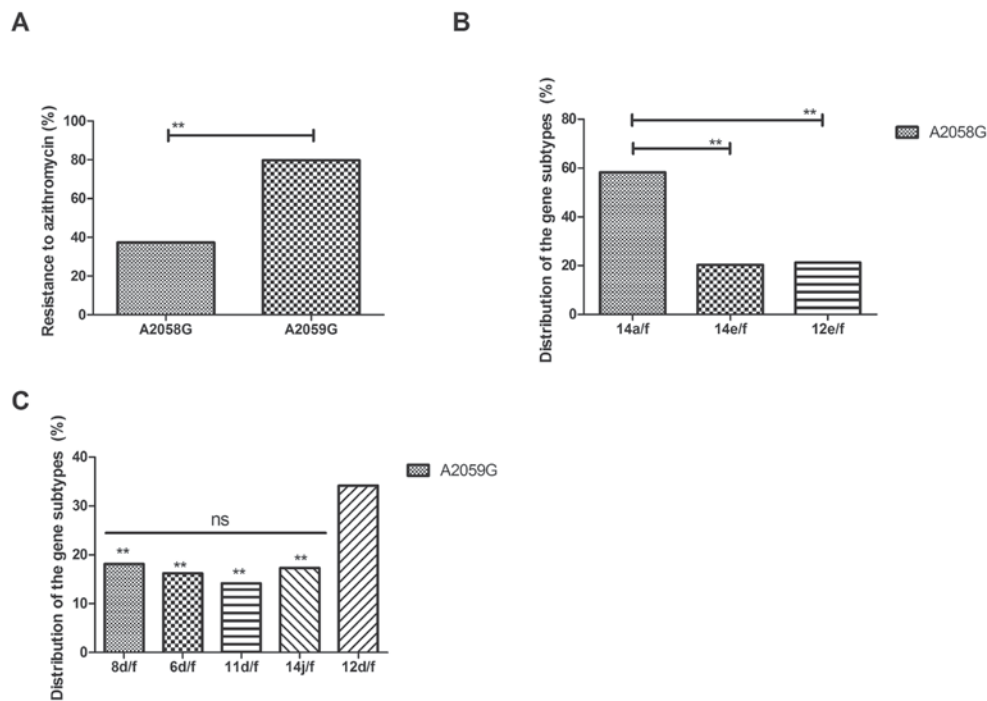 A
Resistance to azithromycin (%)
100
80
60
40
20
0
**
A2058G
A2059G
B
Distribution of the gene subtypes (%)
80
60
40
20
0
**
**
14a/f
14e/f
12e/f
A2058G
C
Distribution of the gene subtypes (%)
40
30
20
10
0
ns
**
**
**
**
8d/f
6d/f
11d/f
14j/f
12d/f
A2059G